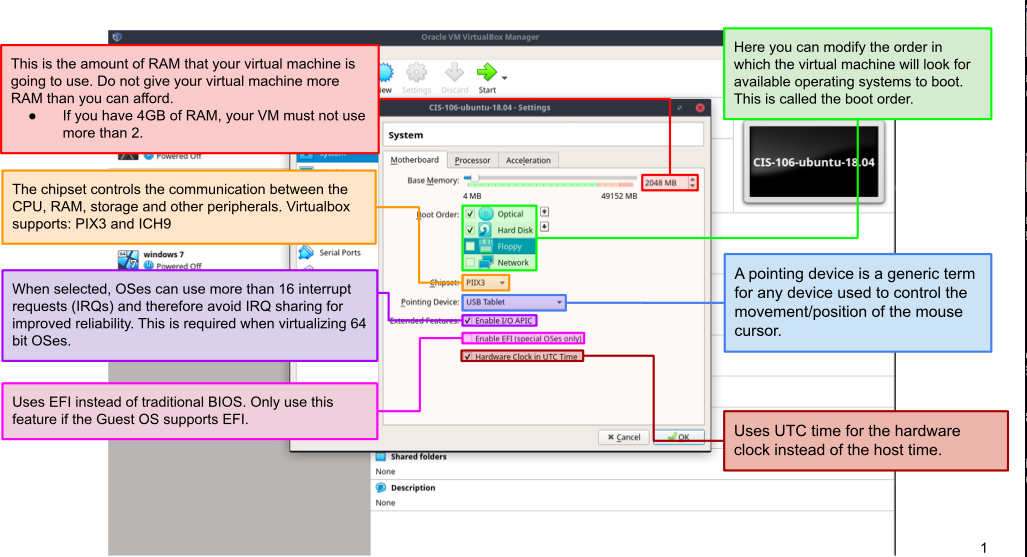 Oracle VM VirtualBox Manager
This is the amount of RAM that your virtual machine is
going to use. Do not give your virtual machine more
RAM than you can afford.
● If you have 4GB of RAM, your VM must not use
more than 2.
Here you can modify the order in
which the virtual machine will look for
available operating systems to boot.
This is called the boot order.
Settings Discard Start
CIS-106-ubuntu-18.04 - Settings
System
Powered Off
Motherboard Processor Acceleration
CIS-106-ubuntu-18.04
Base Memory: 2048 MB
4 MB 49152 MB
The chipset controls the communication between the
CPU, RAM, storage and other peripherals. Virtualbox
supports: PIX3 and ICH9
Boot Order: Optical
Hard Disk
Floppy
Network
windows 7
Powered Off
Serial Ports
Chipset: PIIX3
Pointing Device: USB Tablet
Extended Features: Enable I/O APIC
Enable EFI (special OSes only)
Hardware Clock in UTC Time
When selected, OSes can use more than 16 interrupt
requests (IRQs) and therefore avoid IRQ sharing for
improved reliability. This is required when virtualizing 64
bit OSes.
A pointing device is a generic term
for any device used to control the
movement/position of the mouse
cursor.
Uses EFI instead of traditional BIOS. Only use this
feature if the Guest OS supports EFI.
Uses UTC time for the hardware
clock instead of the host time.
Cancel OK
Shared folders
None
Description
None
1